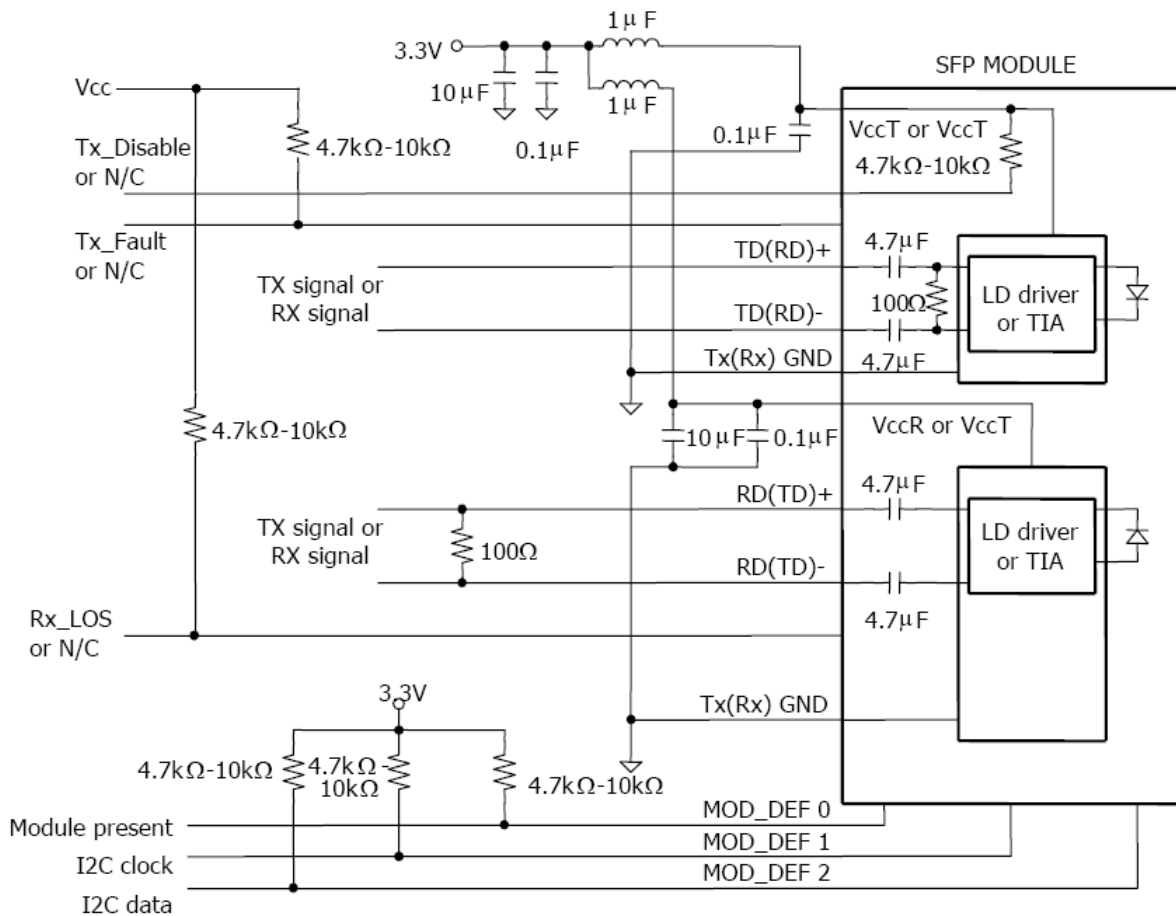 1μF
3.3V
SFP MODULE
Vcc
10μF
1μF
0.1μF
0.1μF
VccT or VccT
4.7kΩ-10kΩ
4.7kΩ-10kΩ
Tx_Disable
or N/C
Tx_Fault
or N/C
TD(RD)+
4.7μF
TX signal or
RX signal
100Ω
LD driver
or TIA
TD(RD)-
Tx(Rx) GND
4.7μF
4.7kΩ-10kΩ
10μF
0.1μF
VccR or VccT
RD(TD)+
4.7μF
TX signal or
RX signal
100Ω
LD driver
or TIA
RD(TD)-
4.7μF
Rx_LOS
or N/C
3.3V
Tx(Rx) GND
4.7kΩ-10kΩ
4.7kΩ-
10kΩ
4.7kΩ-10kΩ
MOD_DEF 0
Module present
MOD_DEF 1
I2C clock
MOD_DEF 2
I2C data